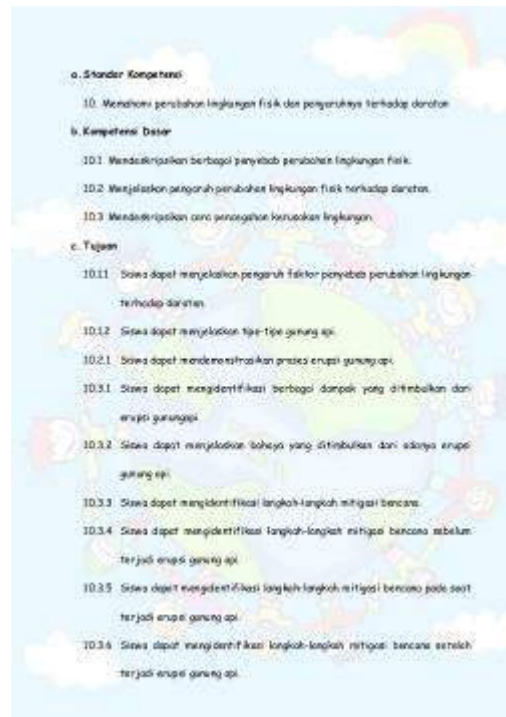 a. Standar Kompetensi
10. Memahami perubahan lingkungan fisik dan pengaruhnya terhadap daratan
b. Kompetensi Dasar
10.1 Mendeskripsikan berbagai penyebab perubahan lingkungan fisik.
10.2 Menjelaskan pengaruh perubahan lingkungan fisik terhadap daratan.
10.3 Mendeskripsikan cara pencegahan kerusakan lingkungan.
c. Tujuan
10.1.1 Siswa dapat menjelaskan pengaruh faktor penyebab perubahan lingkungan
terhadap daratan.
10.1.2 Siswa dapat menjelaskan tipe-tipe gunung api.
10.2.1 Siswa dapat mendemonstrasikan proses erupsi gunung api.
10.3.1 Siswa dapat mengidentifikasi berbagai dampak yang ditimbulkan dari
erupsi gunungapi.
10.3.2 Siswa dapat menjelaskan bahaya yang ditimbulkan dari adanya erupsi
gunung api.
10.3.3 Siswa dapat mengidentifikasi langkah-langkah mitigasi bencana.
10.3.4 Siswa dapat mengidentifikasi langkah-langkah mitigasi bencana sebelum
terjadi erupsi gunung api.
10.3.5 Siswa dapat mengidentifikasi langkah-langkah mitigasi bencana pada saat
terjadi erupsi gunung api.
10.3.6 Siswa dapat mengidentifikasi langkah-langkah mitigasi bencana setelah
terjadi erupsi gunung api.